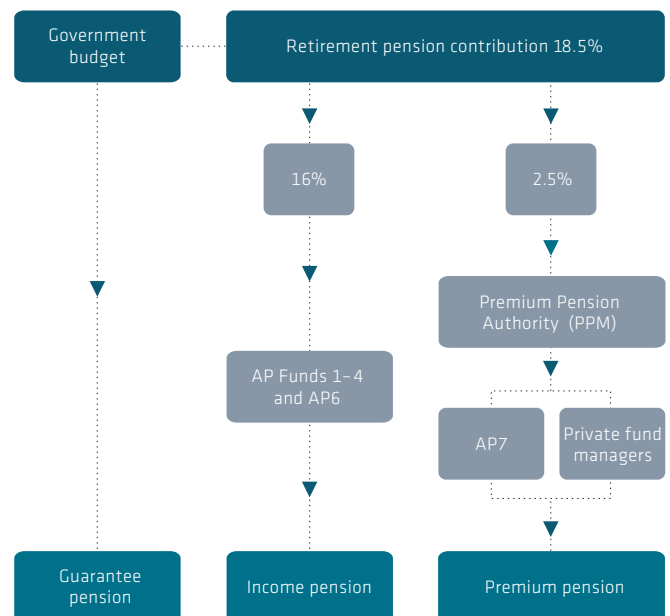 Government
budget
Retirement pension contribution 18.5%
16%
2.5%
Premium Pension
Authority (PPM)
AP Funds 1–4
and AP6
AP7
Private fund
managers
Guarantee
pension
Income pension
Premium pension